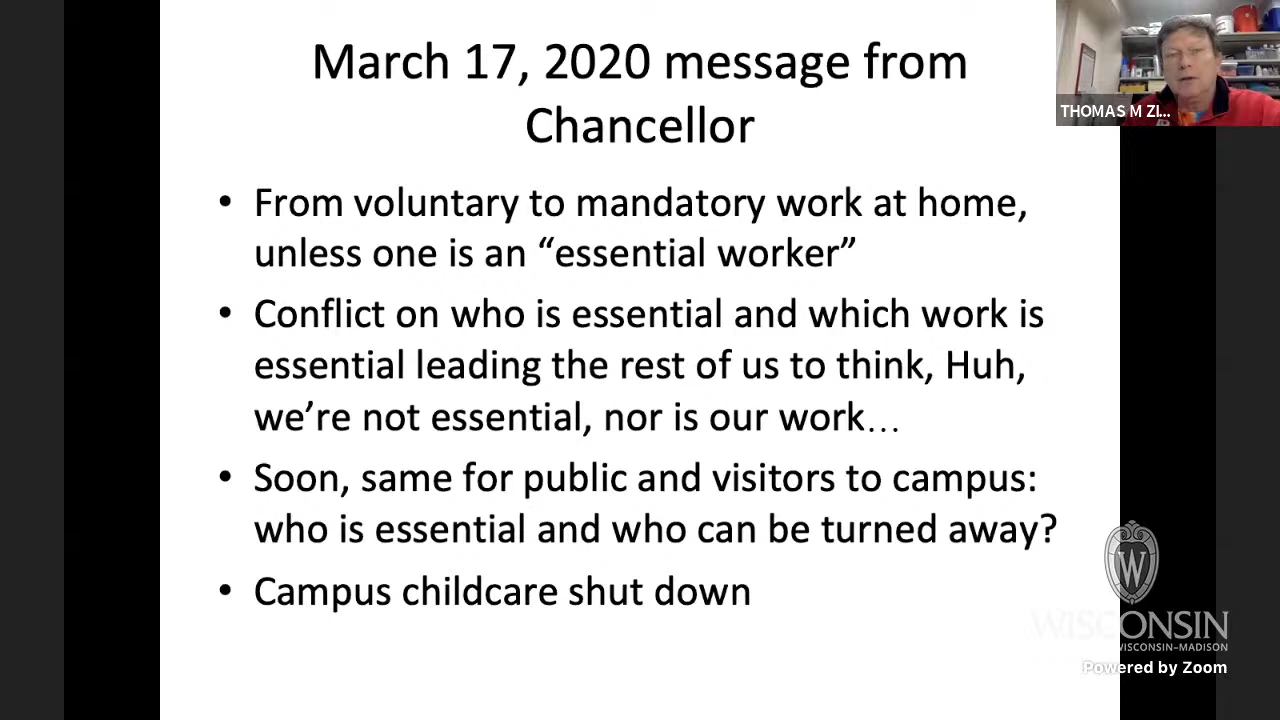 March 17, 2020 message from
Chancellor
THOMAS M ZI...
• From voluntary to mandatory work at home,
unless one is an “essential worker”
• Conflict on who is essential and which work is
essential leading the rest of us to think, Huh,
we’re not essential, nor is our work…
• Soon, same for public and visitors to campus:
who is essential and who can be turned away?
• Campus childcare shut down
W
WISCONSIN
WISCONSIN–MADISON
Powered by Zoom